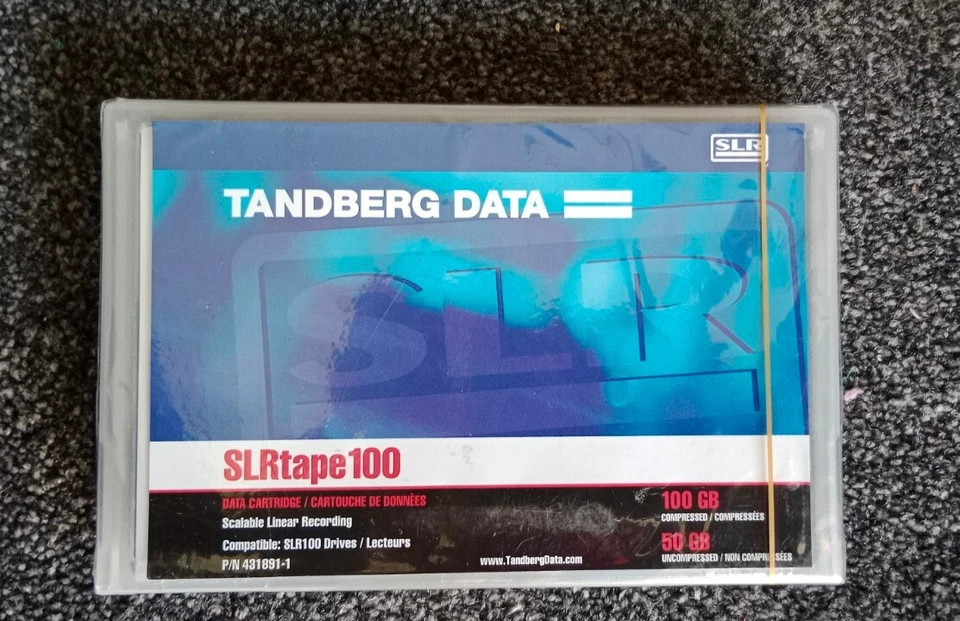 SLR
TANDBERG DATA
SLR
SLRtape100
DATA CARTRIDGE / CARTOUCHE DE DONNÉES
Scalable Linear Recording
Compatible: SLR100 Drives / Lecteurs
P/N 431891-1
www.TandbergData.com
100 GB
COMPRESSED / COMPRESSÉES
50 GB
UNCOMPRESSED / NON COMPRESSÉES